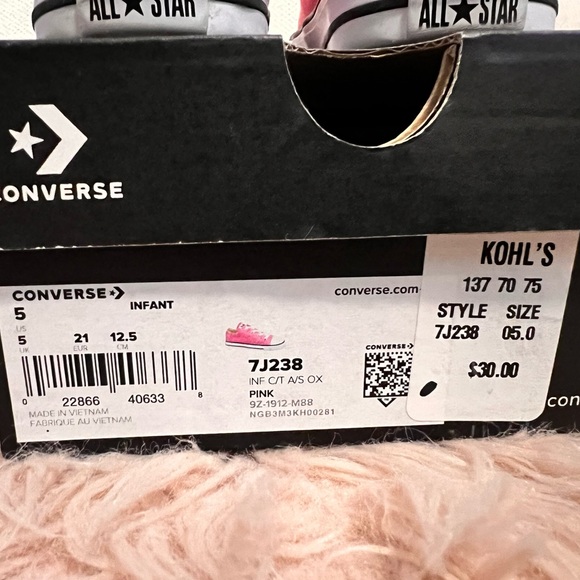 ALL★STAR
ALL★STAR
CONVERSE
KOHL'S
137 70 75
STYLE SIZE
7J238 05.0
$30.00
CONVERSE
converse.com
5
US
INFANT
5 21 12.5
UK EUR CM
0 22866 40633 8
MADE IN VIETNAM
FABRIQUE AU VIETNAM
7J238
INF C/T A/S OX
PINK
9Z-1912-M88
NGB3M3KH00281
CONVERSE
con